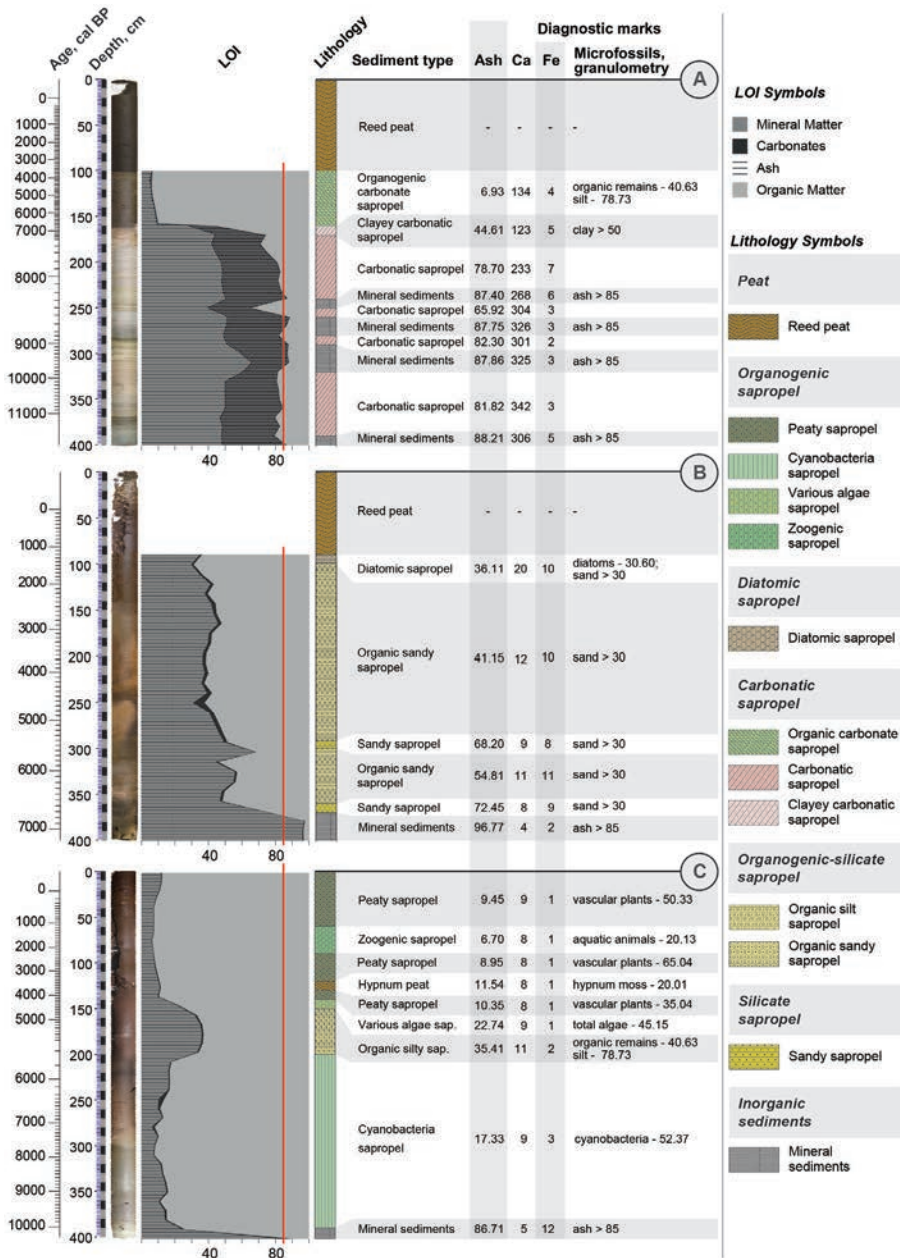 Age, cal BP
Depth, cm
LOI
Lithology
Diagnostic marks
Sediment type Ash Ca Fe Microfossils, granulometry
A
0
1000
2000
3000
4000
5000
6000
7000
8000
9000
10000
11000
0
50
100
150
200
250
300
350
400
40 80
Reed peat - - - -
Organogenic carbonate sapropel 6.93 134 4 organic remains - 40.63 silt - 78.73
Clayey carbonatic sapropel 44.61 123 5 clay > 50
Carbonatic sapropel 78.70 233 7
Mineral sediments 87.40 268 6 ash > 85
Carbonatic sapropel 65.92 304 3
Mineral sediments 87.75 326 3 ash > 85
Carbonatic sapropel 82.30 301 2
Mineral sediments 87.86 325 3 ash > 85
Carbonatic sapropel 81.82 342 3
Mineral sediments 88.21 306 5 ash > 85
B
0
1000
2000
3000
4000
5000
6000
7000
0
50
100
150
200
250
300
350
400
40 80
Reed peat - - - -
Diatomic sapropel 36.11 20 10 diatoms - 30.60; sand > 30
Organic sandy sapropel 41.15 12 10 sand > 30
Sandy sapropel 68.20 9 8 sand > 30
Organic sandy sapropel 54.81 11 11 sand > 30
Sandy sapropel 72.45 8 9 sand > 30
Mineral sediments 96.77 4 2 ash > 85
C
0
1000
2000
3000
4000
5000
6000
7000
8000
9000
10000
0
50
100
150
200
250
300
350
400
40 80
Peaty sapropel 9.45 9 1 vascular plants - 50.33
Zoogenic sapropel 6.70 8 1 aquatic animals - 20.13
Peaty sapropel 8.95 8 1 vascular plants - 65.04
Hypnum peat 11.54 8 1 hypnum moss - 20.01
Peaty sapropel 10.35 8 1 vascular plants - 35.04
Various algae sap. 22.74 9 1 total algae - 45.15
Organic silty sap. 35.41 11 2 organic remains - 40.63 silt - 78.73
Cyanobacteria sapropel 17.33 9 3 cyanobacteria - 52.37
Mineral sediments 86.71 5 12 ash > 85
LOI Symbols
Mineral Matter
Carbonates
Ash
Organic Matter
Lithology Symbols
Peat
Reed peat
Organogenic
sapropel
Peaty sapropel
Cyanobacteria
sapropel
Various algae
sapropel
Zoogenic
sapropel
Diatomic
sapropel
Diatomic sapropel
Carbonatic
sapropel
Organic carbonate
sapropel
Carbonatic
sapropel
Clayey carbonatic
sapropel
Organogenic-silicate
sapropel
Organic silt
sapropel
Organic sandy
sapropel
Silicate
sapropel
Sandy sapropel
Inorganic
sediments
Mineral
sediments